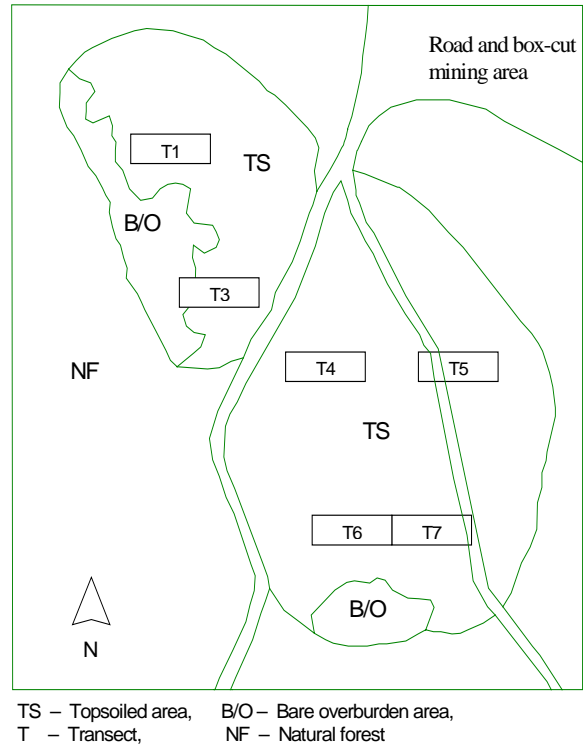 Road and box-cut
mining area
T1
TS
B/O
T3
NF
T4
T5
TS
T6
T7
B/O
N
TS – Topsoiled area, B/O – Bare overburden area,
T – Transect, NF – Natural forest